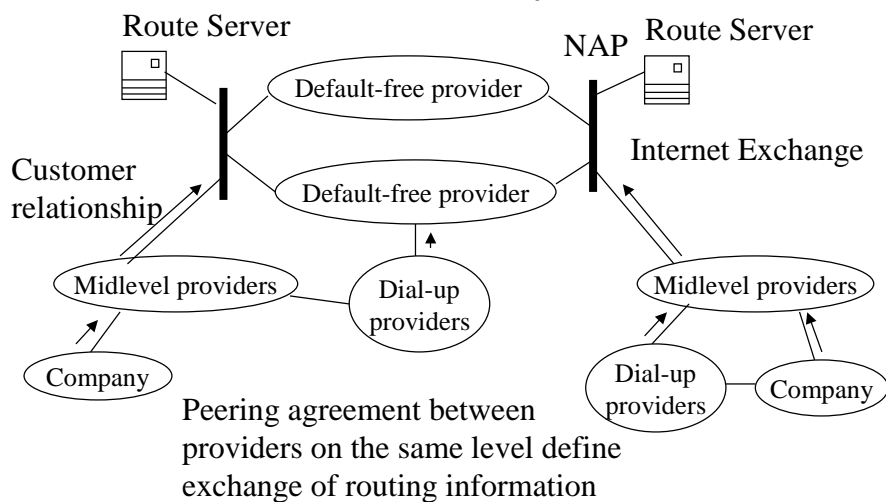 Route Server
NAP
Route Server
Default-free provider
Internet Exchange
Customer
relationship
Default-free provider
Midlevel providers
Dial-up
providers
Midlevel providers
Company
Dial-up
providers
Company
Peering agreement between
providers on the same level define
exchange of routing information